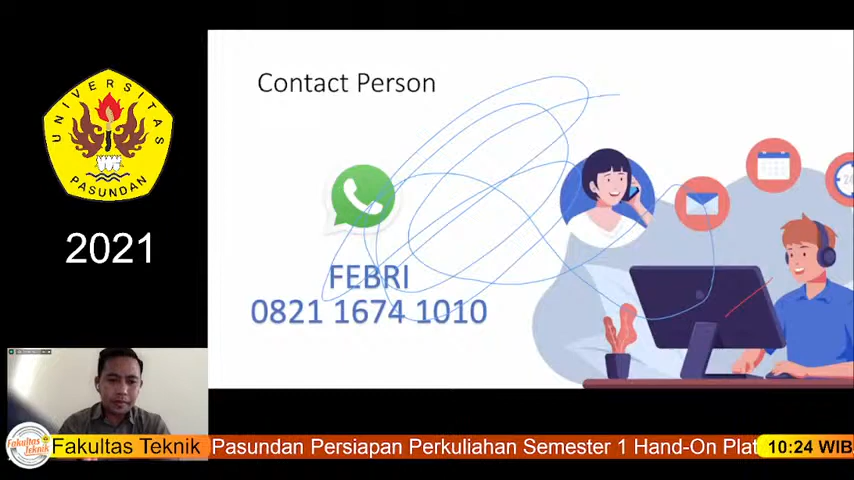 Contact Person
UNIVERSITAS
PASUNDAN
2021
FEBRI
0821 1674 1010
24
Fakultas Teknik
Fakultas Teknik
Pasundan Persiapan Perkuliahan Semester 1 Hand-On Plat
10:24 WIB